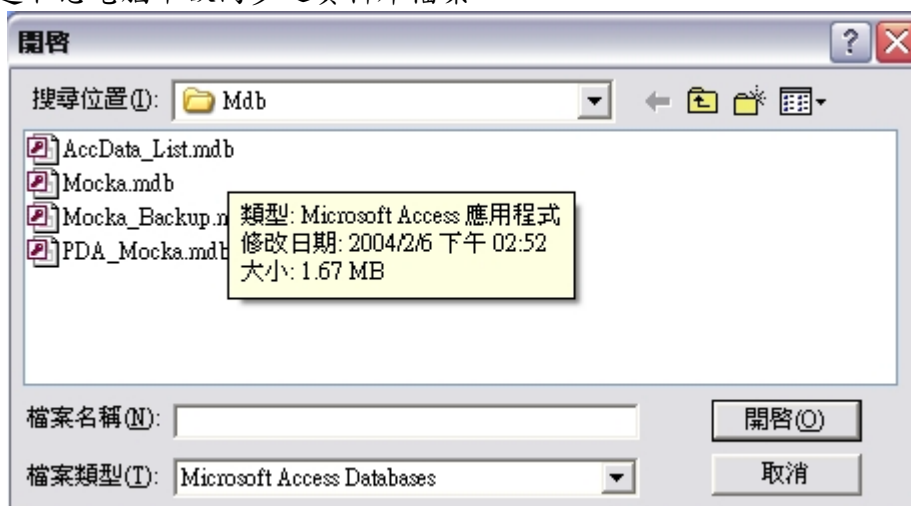 開啓
搜尋位置(I): Mdb
AccData_List.mdb
Mocka.mdb
Mocka_Backup.m
PDA_Mocka.mdb
類型: Microsoft Access 應用程式
修改日期: 2004/2/6 下午 02:52
大小: 1.67 MB
檔案名稱(N): 開啓(O)
檔案類型(T): Microsoft Access Databases 取消